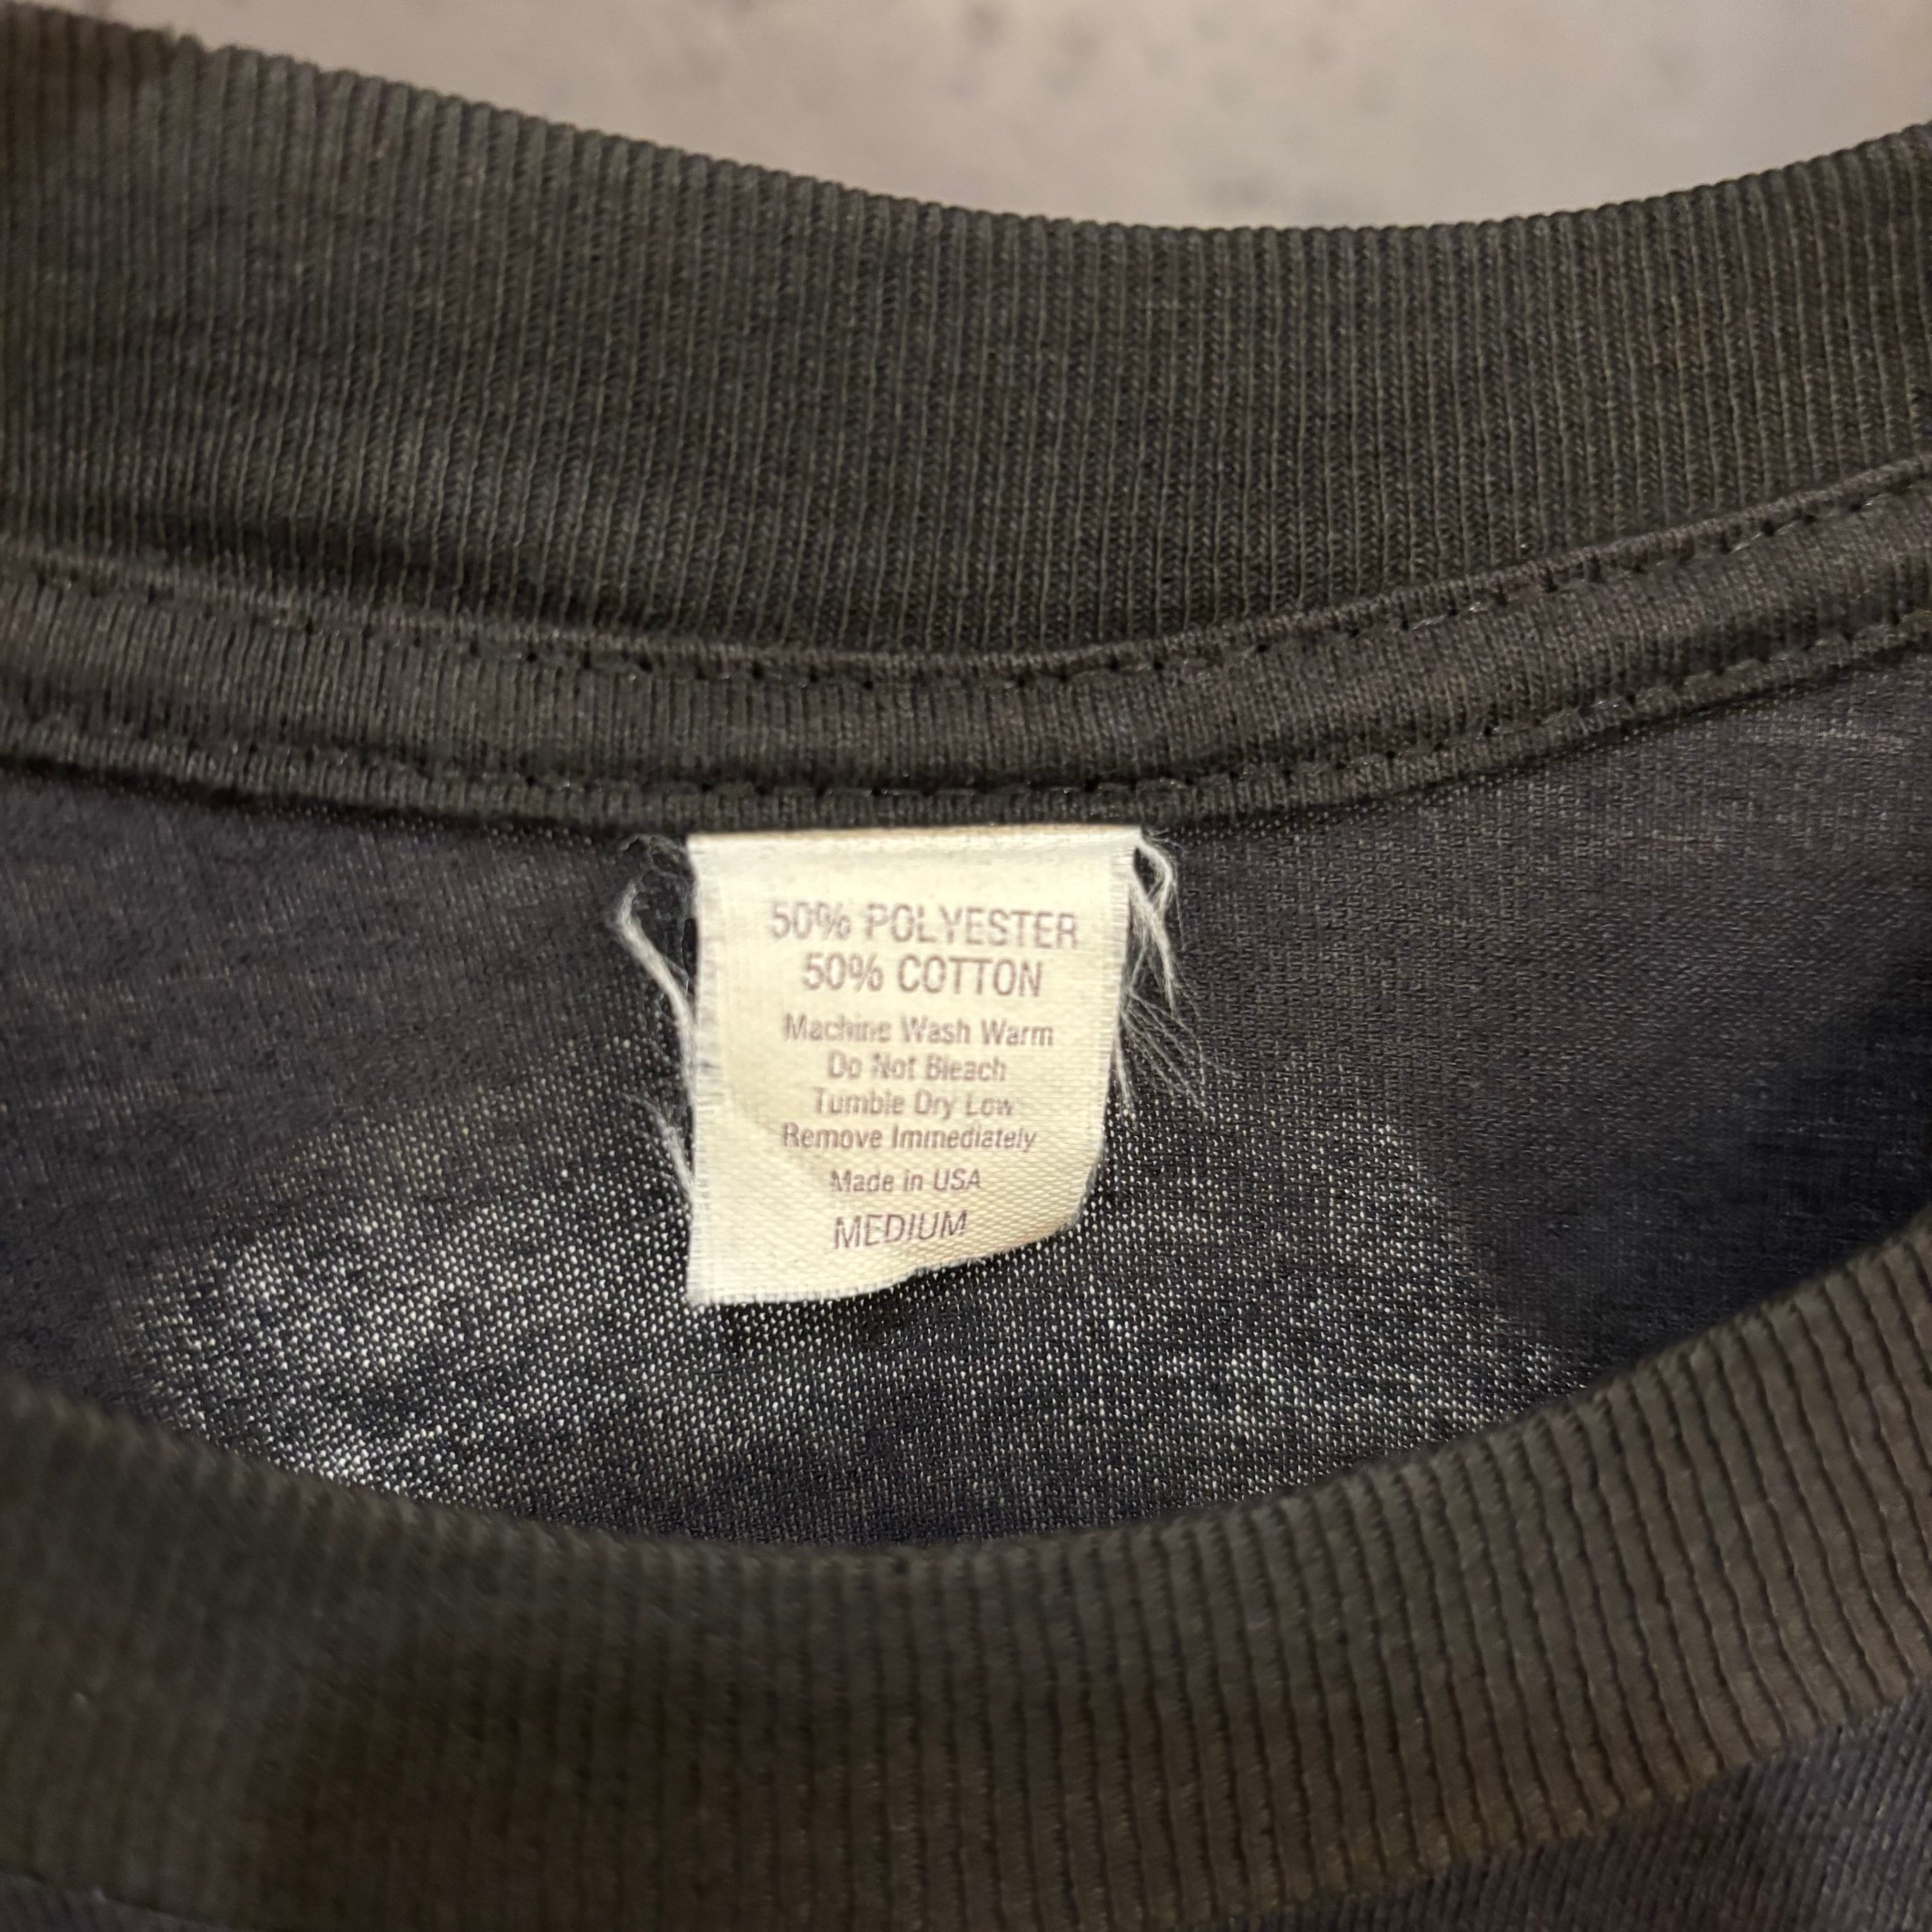 50% POLYESTER
50% COTTON
Machine Wash Warm
Do Not Bleach
Tumble Dry Low
Remove Immediately
Made in USA
MEDIUM